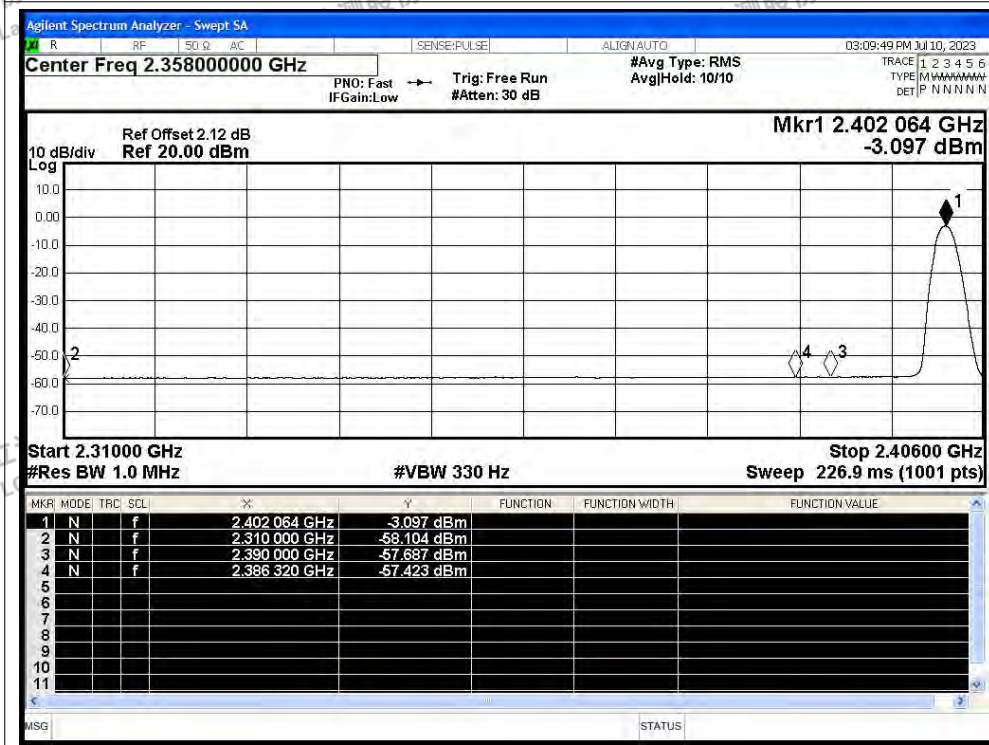 Agilent Spectrum Analyzer - Swept SA
R RF 50 Ω AC SENSE:PULSE ALIGN AUTO 03:09:49 PM Jul 10, 2023
Center Freq 2.358000000 GHz
PNO: Fast
IFGain:Low
Trig: Free Run
#Atten: 30 dB
#Avg Type: RMS
Avg|Hold: 10/10
TRACE 1 2 3 4 5 6
TYPE M
DET P N N N N N
Ref Offset 2.12 dB
Ref 20.00 dBm
10 dB/div
Log
Mkr1 2.402 064 GHz
-3.097 dBm
10.0
0.00
-10.0
-20.0
-30.0
-40.0
-50.0
-60.0
-70.0
1
2
4
3
Start 2.31000 GHz
Stop 2.40600 GHz
#Res BW 1.0 MHz
#VBW 330 Hz
Sweep 226.9 ms (1001 pts)
MKR MODE TRC SCL X Y FUNCTION FUNCTION WIDTH FUNCTION VALUE
1 N f 2.402 064 GHz -3.097 dBm
2 N f 2.310 000 GHz -58.104 dBm
3 N f 2.390 000 GHz -57.687 dBm
4 N f 2.386 320 GHz -57.423 dBm
5
6
7
8
9
10
11
MSG
STATUS